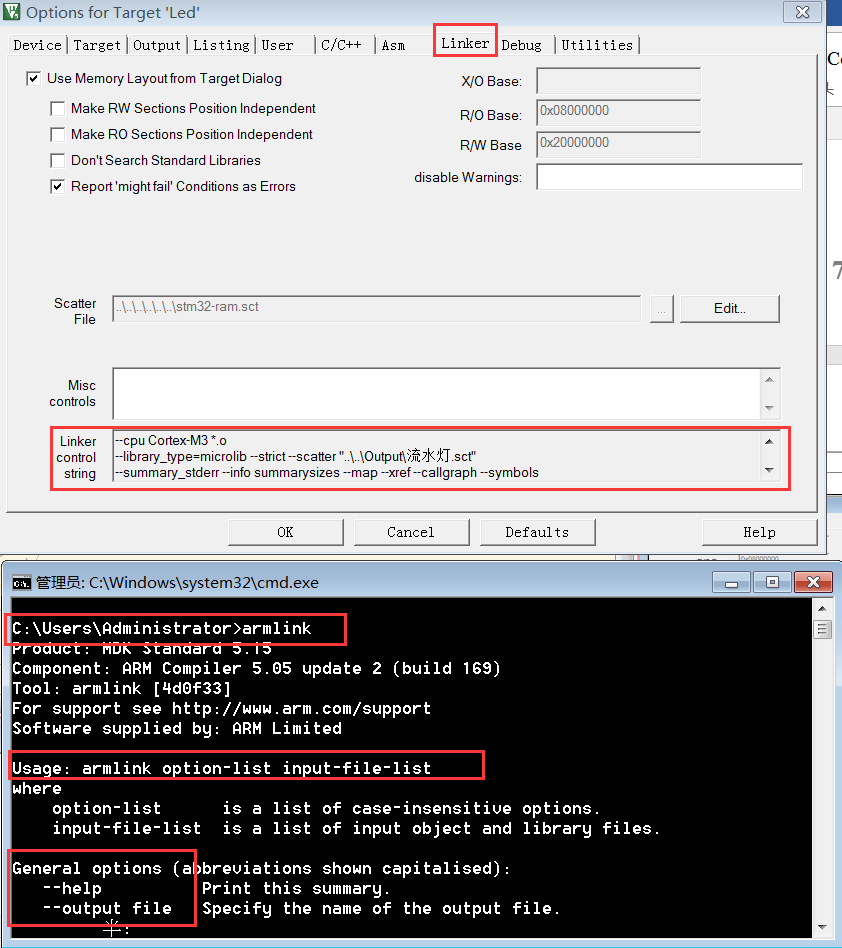 Options for Target 'Led'
Device Target Output Listing User C/C++ Asm Linker Debug Utilities
Use Memory Layout from Target Dialog
Make RW Sections Position Independent
Make RO Sections Position Independent
Don't Search Standard Libraries
Report 'might fail' Conditions as Errors
X/O Base:
R/O Base: 0x08000000
R/W Base 0x20000000
disable Warnings:
Scatter File ..\..\..\..\..\..\stm32-ram.sct ... Edit...
Misc controls
Linker control string
--cpu Cortex-M3 *.o
--library_type=microlib --strict --scatter "..\..\Output\流水灯.sct"
--summary_stderr --info summarysizes --map --xref --callgraph --symbols
OK Cancel Defaults Help
管理员: C:\Windows\system32\cmd.exe
C:\Users\Administrator>armlink
Product: MDK Standard 5.15
Component: ARM Compiler 5.05 update 2 (build 169)
Tool: armlink [4d0f33]
For support see http://www.arm.com/support
Software supplied by: ARM Limited
Usage: armlink option-list input-file-list
where
option-list is a list of case-insensitive options.
input-file-list is a list of input object and library files.
General options (abbreviations shown capitalised):
--help Print this summary.
--output file Specify the name of the output file.
半: